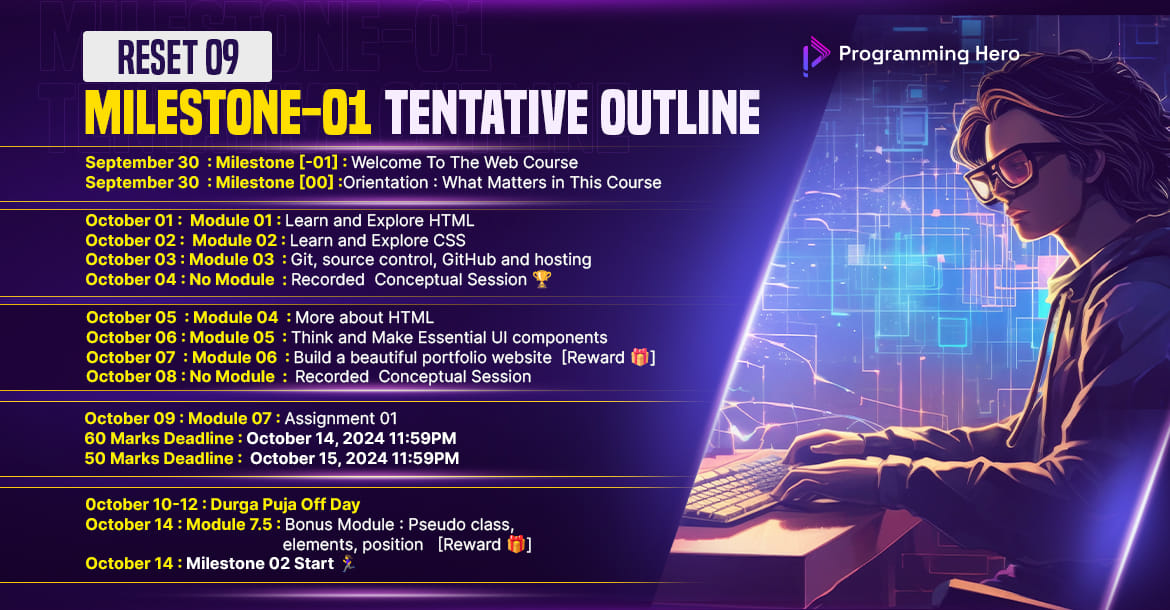 RESET 09
Programming Hero
MILESTONE-01 TENTATIVE OUTLINE
September 30 : Milestone [-01] : Welcome To The Web Course
September 30 : Milestone [00] :Orientation : What Matters in This Course
October 01 : Module 01 : Learn and Explore HTML
October 02 : Module 02 : Learn and Explore CSS
October 03 : Module 03 : Git, source control, GitHub and hosting
October 04 : No Module : Recorded Conceptual Session 🏆
October 05 : Module 04 : More about HTML
October 06 : Module 05 : Think and Make Essential UI components
October 07 : Module 06 : Build a beautiful portfolio website [Reward 🎁]
October 08 : No Module : Recorded Conceptual Session
October 09 : Module 07 : Assignment 01
60 Marks Deadline : October 14, 2024 11:59PM
50 Marks Deadline : October 15, 2024 11:59PM
0ctober 10-12 : Durga Puja Off Day
October 14 : Module 7.5 : Bonus Module : Pseudo class,
elements, position [Reward 🎁]
October 14 : Milestone 02 Start 🏃‍♀️